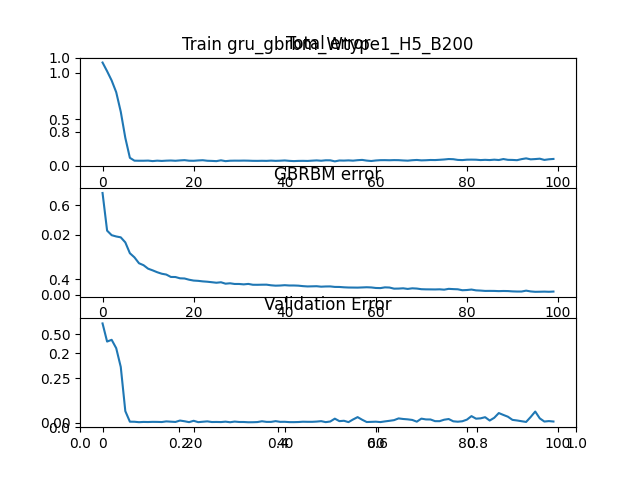 Train gru_gbrbm_Wtype1_H5_B200
Total error
1.0
1.0
0.5
0.8
0.0
0 20 40 60 80 100
GBRBM error
0.6
0.02
0.4
0.00
0 20 40 60 80 100
Validation Error
0.50
0.2
0.25
0.00
0.0
0 20 40 60 80 100
0.0 0.2 0.4 0.6 0.8 1.0